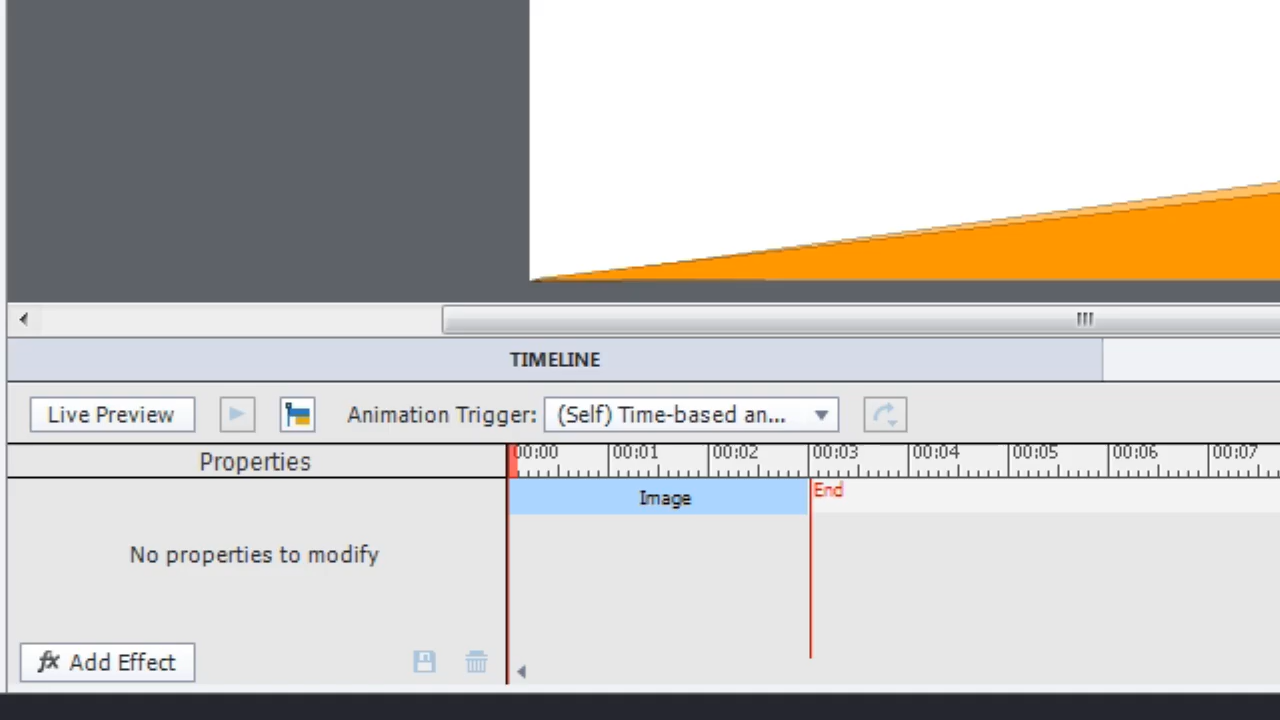 TIMELINE
Live Preview Animation Trigger: (Self) Time-based an...
Properties 00:00 00:01 00:02 00:03 00:04 00:05 00:06 00:07
Image End
No properties to modify
fx Add Effect